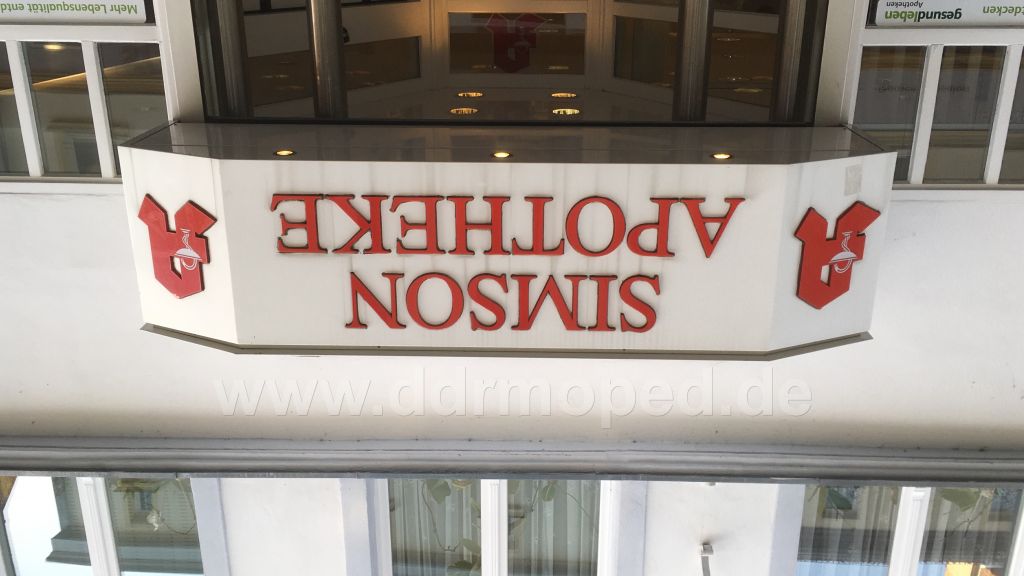 SIMSON
APOTHEKE
www.ddrmoped.de
Mehr Lebensqualität
gesundleben
Apotheken